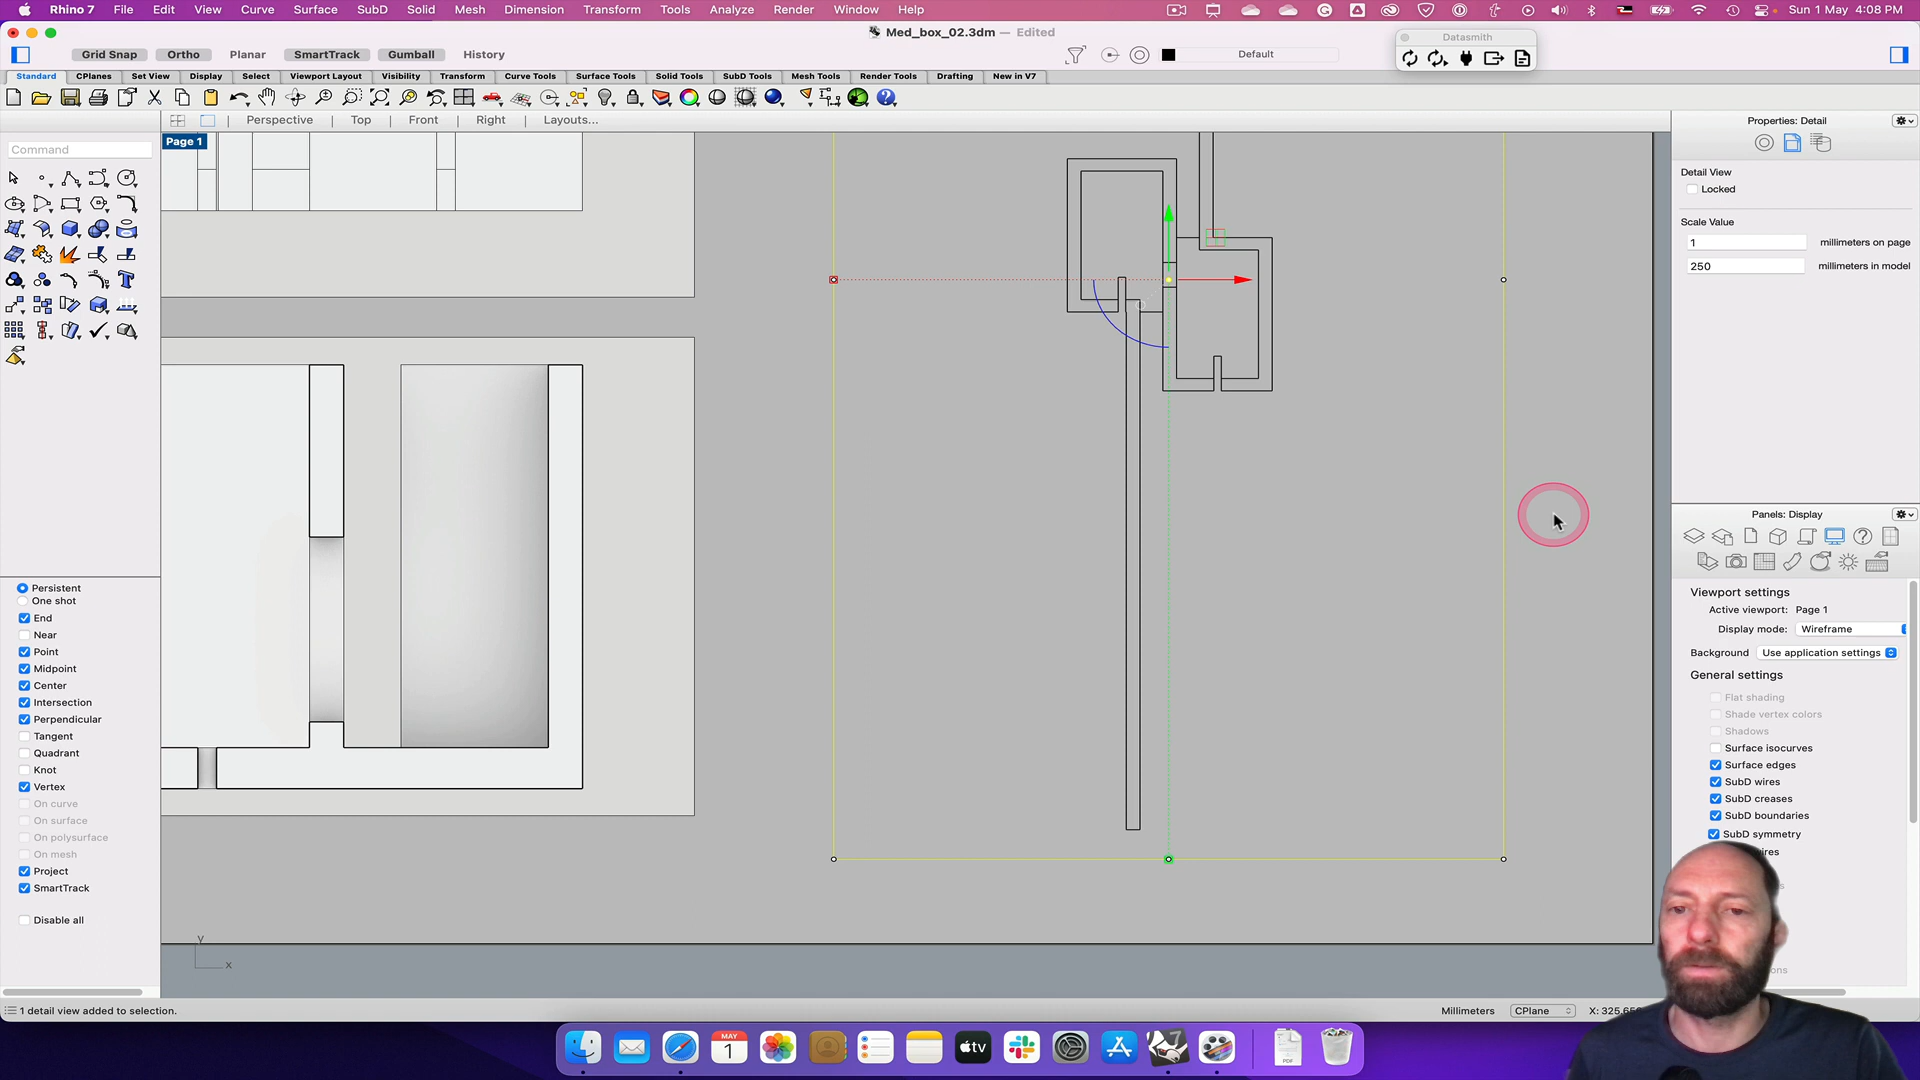 Rhino 7 File Edit View Curve Surface SubD Solid Mesh Dimension Transform Tools Analyze Render Window Help Sun 1 May 4:08 PM
Med_box_02.3dm — Edited
Datasmith
Grid Snap Ortho Planar SmartTrack Gumball History Default
Standard CPlanes Set View Display Select Viewport Layout Visibility Transform Curve Tools Surface Tools Solid Tools SubD Tools Mesh Tools Render Tools Drafting New in V7
Perspective Top Front Right Layouts...
Page 1
Command
Properties: Detail
Detail View
Locked
Scale Value
1 millimeters on page
250 millimeters in model
Panels: Display
Viewport settings
Active viewport: Page 1
Display mode: Wireframe
Background Use application settings
General settings
Flat shading
Shade vertex colors
Shadows
Surface isocurves
Surface edges
SubD wires
SubD creases
SubD boundaries
SubD symmetry
Persistent
One shot
End
Near
Point
Midpoint
Center
Intersection
Perpendicular
Tangent
Quadrant
Knot
Vertex
On curve
On surface
On polysurface
On mesh
Project
SmartTrack
Disable all
y
x
1 detail view added to selection.
Millimeters CPlane
MAY
1
tv
PDF